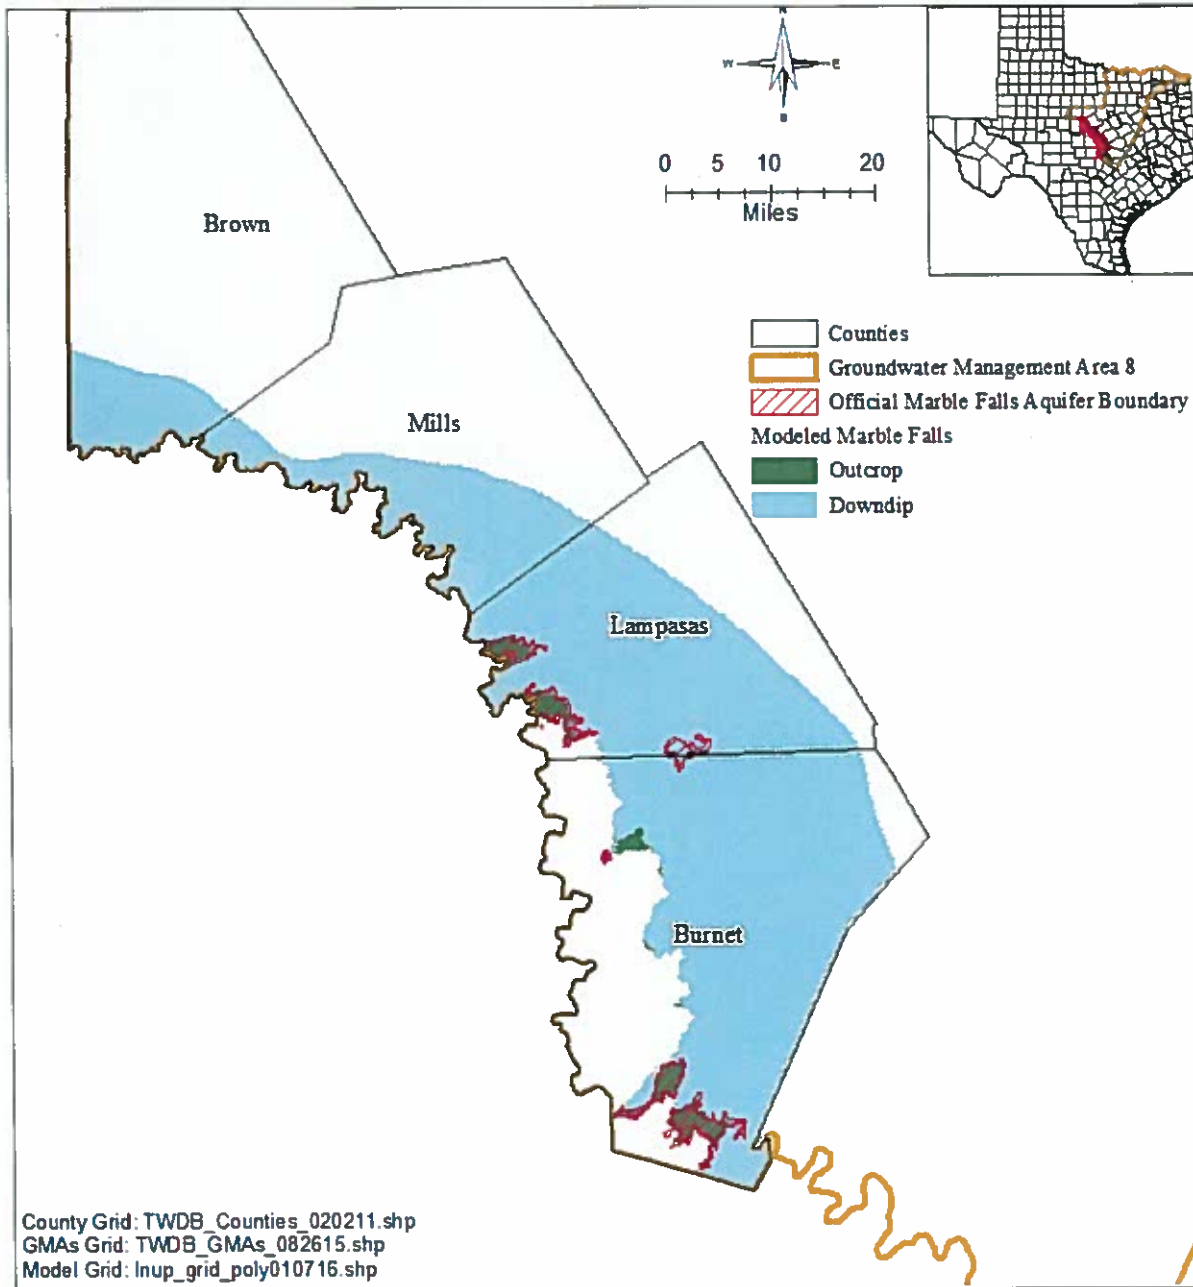 N
W E
S
0 5 10 20
Miles
Brown
Counties
Groundwater Management Area 8
Official Marble Falls Aquifer Boundary
Modeled Marble Falls
Outcrop
Downdip
Mills
Lampasas
Burnet
County Grid: TWDB_Counties_020211.shp
GMAs Grid: TWDB_GMAs_082615.shp
Model Grid: lnup_grid_poly010716.shp